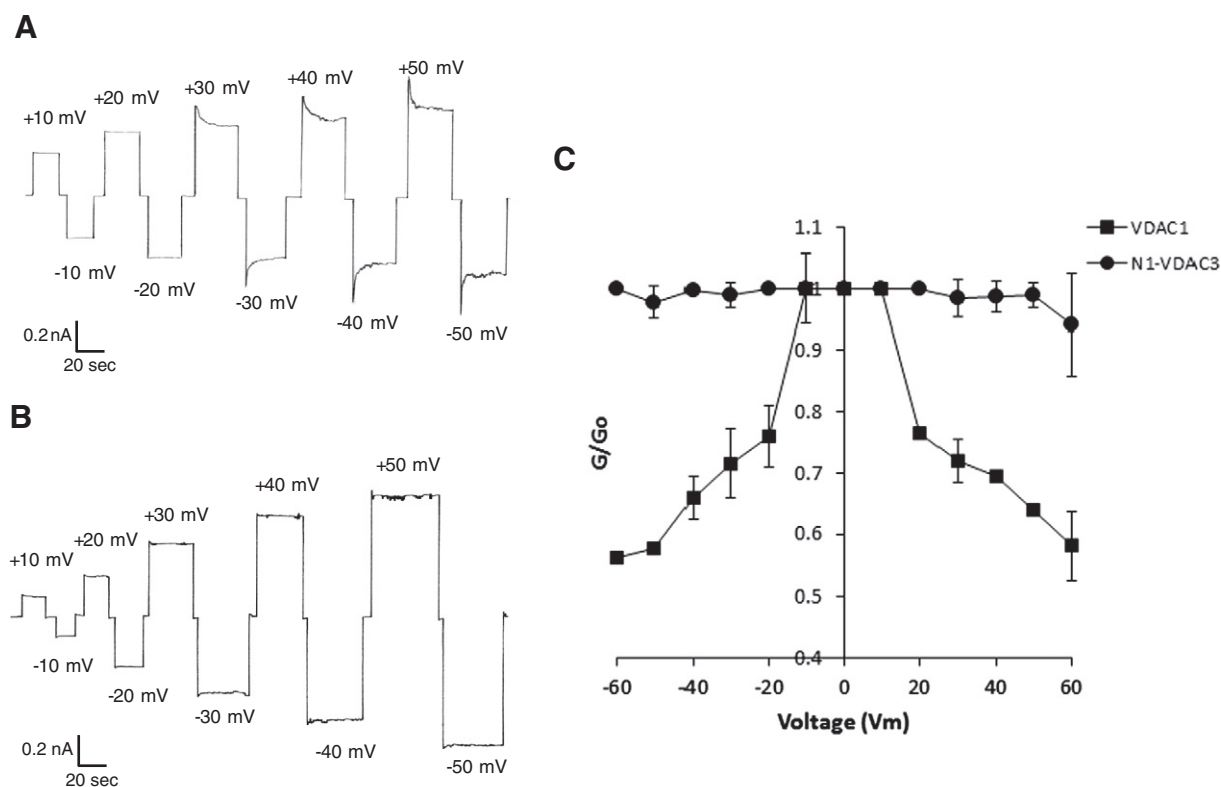 A
+10 mV
+20 mV
+30 mV
+40 mV
+50 mV
-10 mV
-20 mV
-30 mV
-40 mV
-50 mV
0.2 nA
20 sec
B
+10 mV
+20 mV
+30 mV
+40 mV
+50 mV
-10 mV
-20 mV
-30 mV
-40 mV
-50 mV
0.2 nA
20 sec
C
VDAC1
N1-VDAC3
1.1
1
0.9
0.8
0.7
0.6
0.5
0.4
G/Go
-60 -40 -20 0 20 40 60
Voltage (Vm)